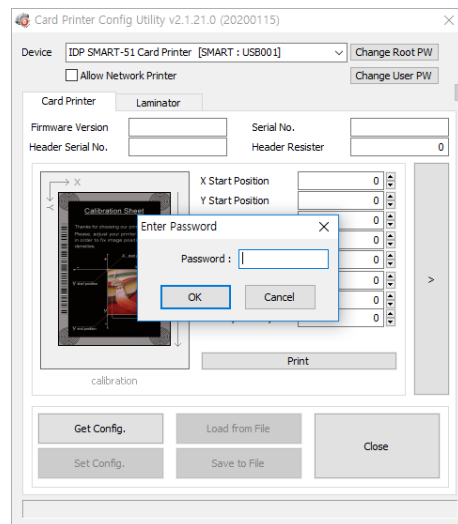 Card Printer Config Utility v2.1.21.0 (20200115)
Device IDP SMART-51 Card Printer [SMART : USB001] Change Root PW
Allow Network Printer Change User PW
Card Printer Laminator
Firmware Version Serial No.
Header Serial No. Header Resister 0
X X Start Position 0
Y Y Start Position 0
Calibration Sheet
0
Enter Password
0
Password :
0
OK Cancel
0
0
0
Print
>
calibration
Get Config. Load from File
Close
Set Config. Save to File